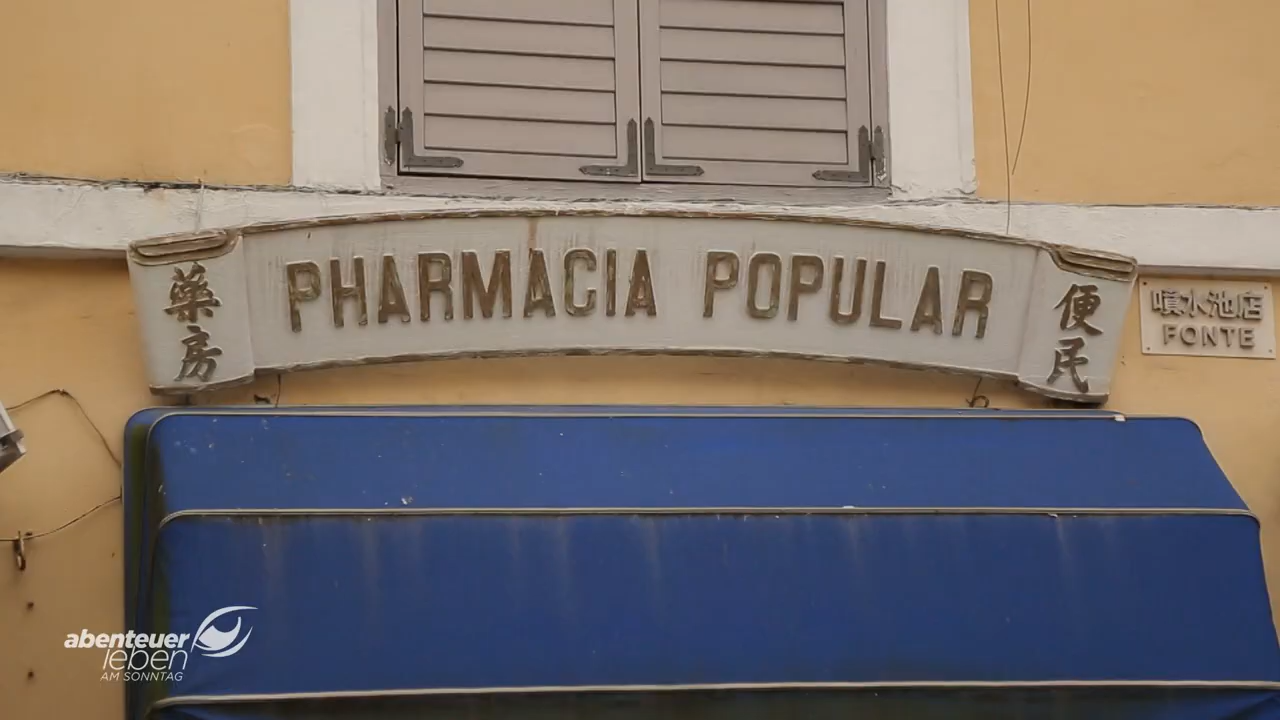 藥房
PHARMACIA POPULAR
便民
噴水池店
FONTE
abenteuer
leben
AM SONNTAG